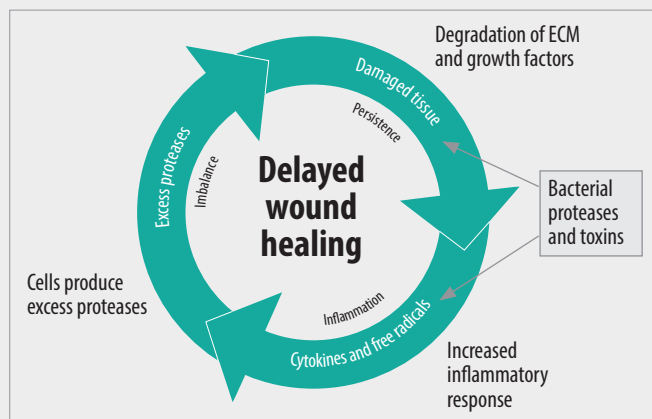 Degradation of ECM
and growth factors
Damaged tissue
Persistence
Excess proteases
Imbalance
Delayed
wound
healing
Bacterial
proteases
and toxins
Cells produce
excess proteases
Inflammation
Cytokines and free radicals
Increased
inflammatory
response